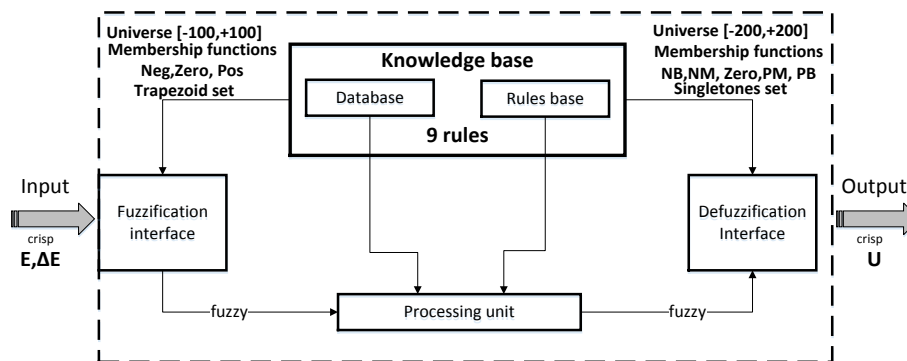 Universe [-100,+100]
Membership functions
Neg,Zero, Pos
Trapezoid set
Knowledge base
Database
Rules base
9 rules
Universe [-200,+200]
Membership functions
NB,NM, Zero,PM, PB
Singletones set
Input
crisp
E,ΔE
Fuzzification
interface
Defuzzification
Interface
Output
crisp
U
fuzzy
Processing unit
fuzzy